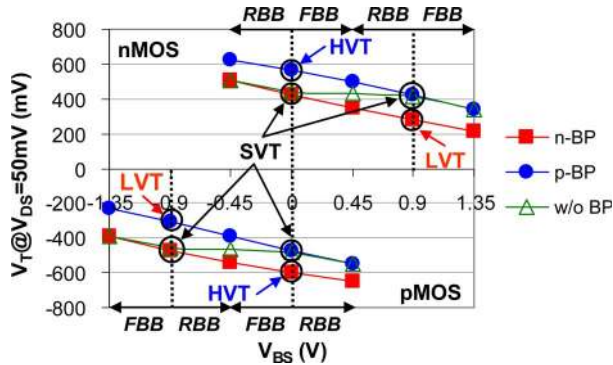 RBB FBB RBB FBB
800
nMOS
HVT
600
400
200
SVT
LVT
0
LVT
-1.35 -0.9 -0.45 0 0.45 0.9 1.35
-200
-400
-600
HVT
pMOS
-800
FBB RBB FBB RBB
V_BS (V)
V_T@V_DS=50mV (mV)
n-BP
p-BP
w/o BP